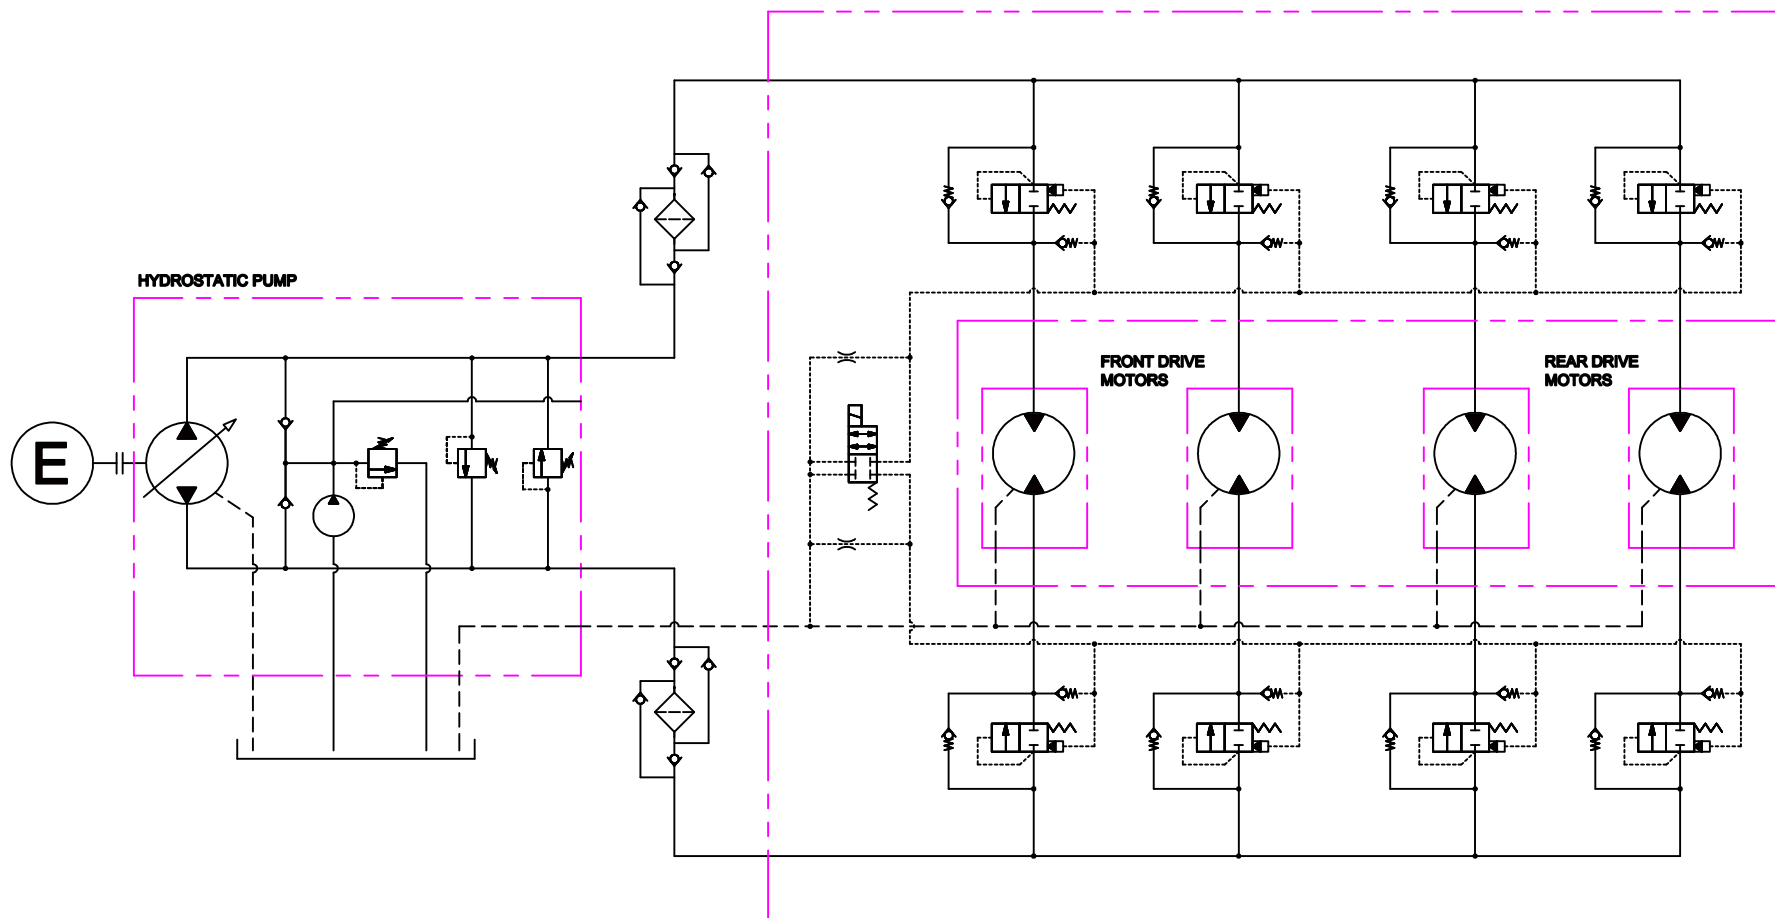 HYDROSTATIC PUMP
E
FRONT DRIVE
MOTORS
REAR DRIVE
MOTORS